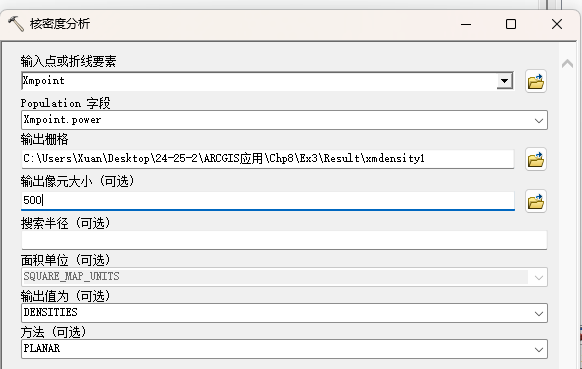 核密度分析
输入点或折线要素
Xmpoint
Population 字段
Xmpoint.power
输出栅格
C:\Users\Xuan\Desktop\24-25-2\ARCGIS应用\Chp8\Ex3\Result\xmdensity1
输出像元大小 (可选)
500
搜索半径 (可选)
面积单位 (可选)
SQUARE_MAP_UNITS
输出值为 (可选)
DENSITIES
方法 (可选)
PLANAR